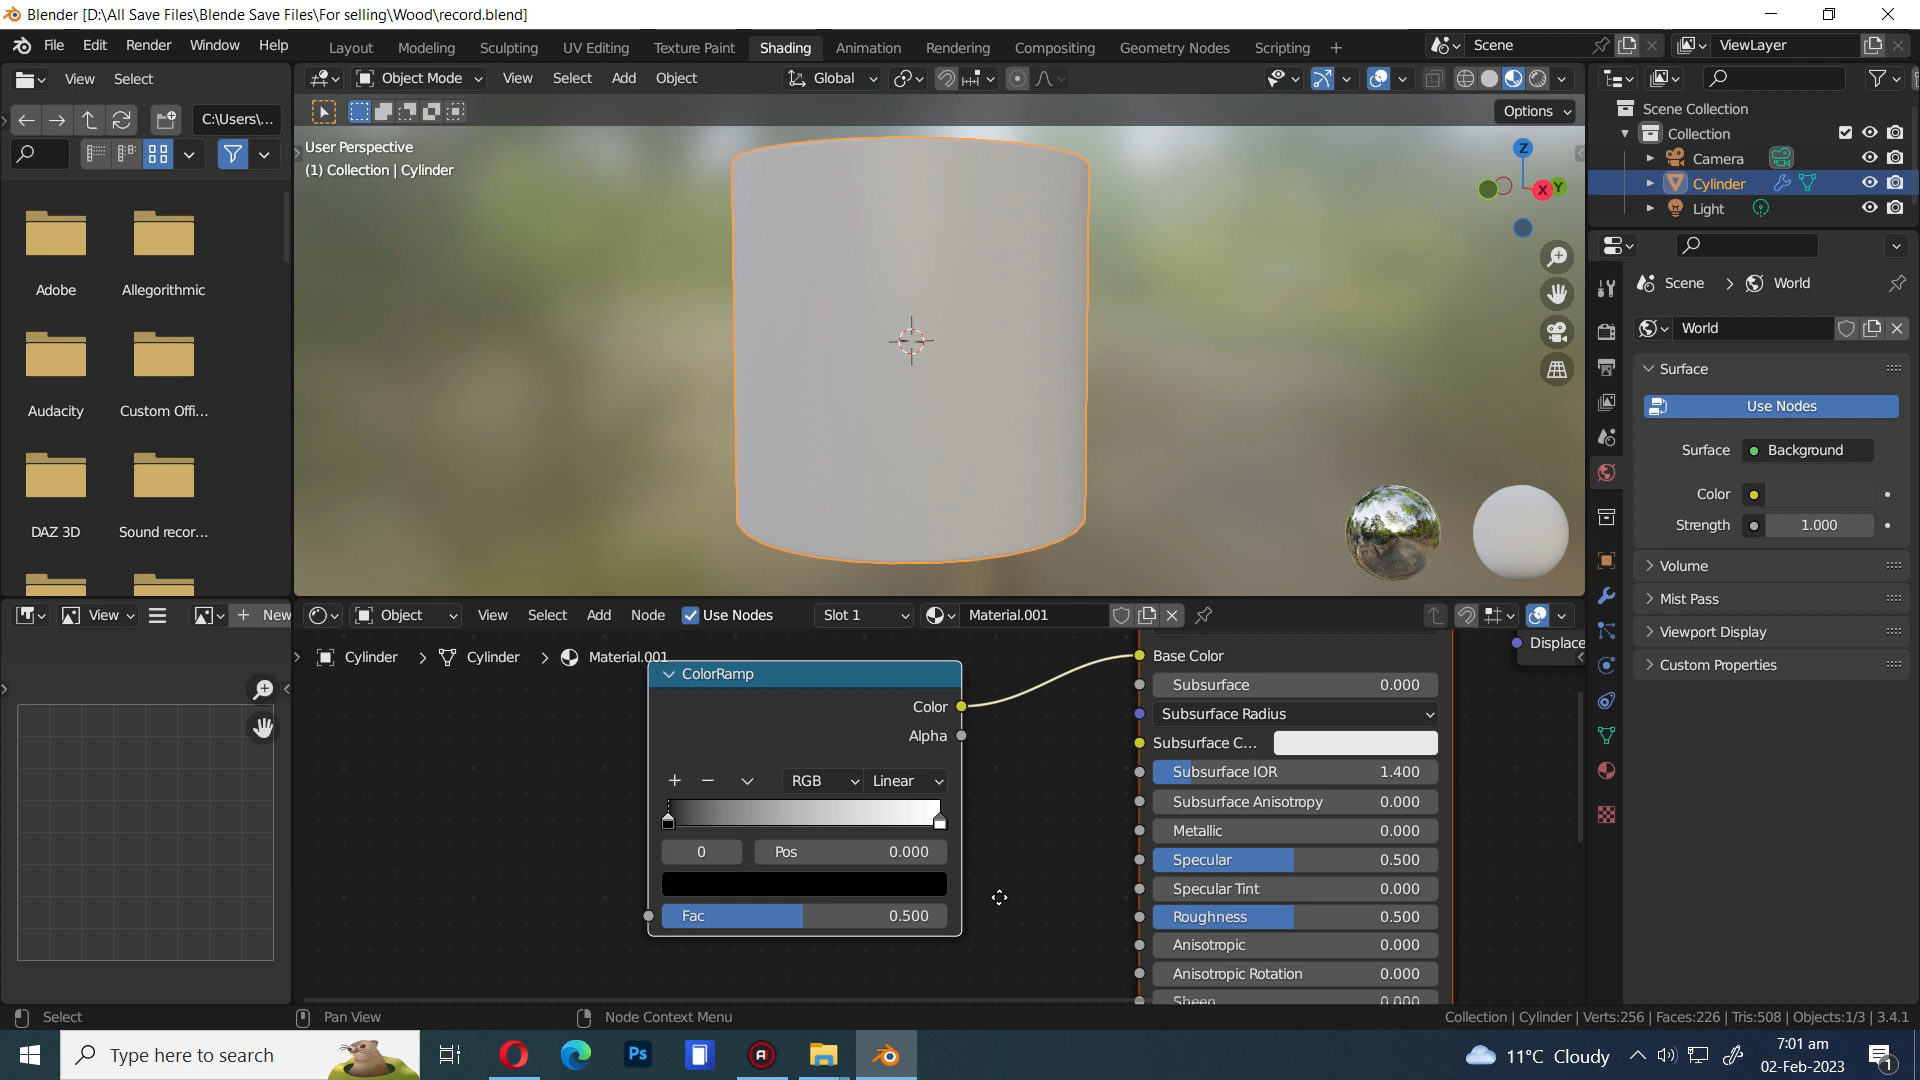 Blender [D:\All Save Files\Blende Save Files\For selling\Wood\record.blend]
File Edit Render Window Help
Layout Modeling Sculpting UV Editing Texture Paint Shading Animation Rendering Compositing Geometry Nodes Scripting +
Scene
ViewLayer
View Select
Object Mode View Select Add Object
Global
C:\Users\...
Options
User Perspective
(1) Collection | Cylinder
Z
X
Y
Adobe
Allegorithmic
Audacity
Custom Offi...
DAZ 3D
Sound recor...
Scene Collection
Collection
Camera
Cylinder
Light
Scene > World
World
Surface
Use Nodes
Surface Background
Color
Strength 1.000
Volume
Mist Pass
Viewport Display
Custom Properties
View
New
Object View Select Add Node Use Nodes
Slot 1
Material.001
Cylinder > Cylinder > Material.001
ColorRamp
Color
Alpha
RGB
Linear
0
Pos 0.000
Fac 0.500
Base Color
Subsurface 0.000
Subsurface Radius
Subsurface C...
Subsurface IOR 1.400
Subsurface Anisotropy 0.000
Metallic 0.000
Specular 0.500
Specular Tint 0.000
Roughness 0.500
Anisotropic 0.000
Anisotropic Rotation 0.000
Sheen 0.000
Displace
Select
Pan View
Node Context Menu
Collection | Cylinder | Verts:256 | Faces:226 | Tris:508 | Objects:1/3 | 3.4.1
Type here to search
Ps
11°C Cloudy
7:01 am
02-Feb-2023
1